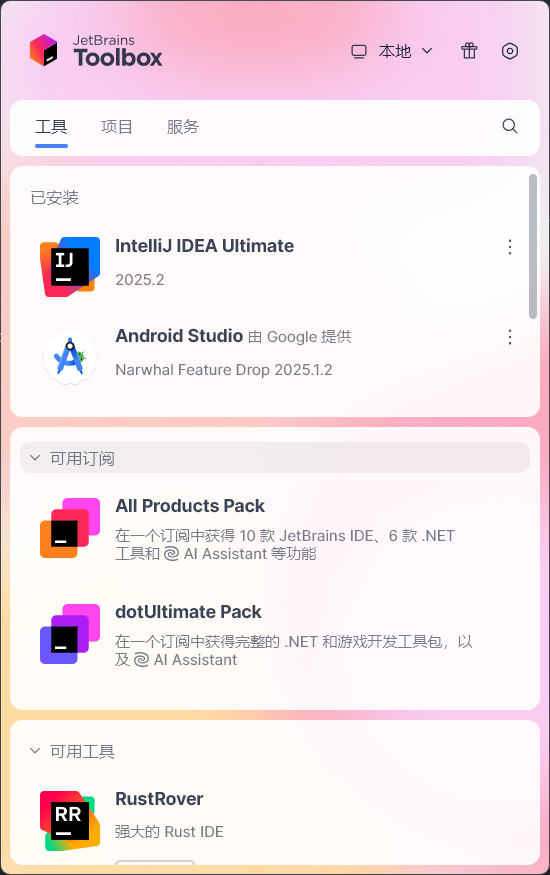 JetBrains
Toolbox
本地
工具 项目 服务
已安装
IJ
IntelliJ IDEA Ultimate
2025.2
Android Studio 由 Google 提供
Narwhal Feature Drop 2025.1.2
可用订阅
All Products Pack
在一个订阅中获得 10 款 JetBrains IDE、6 款 .NET
工具和 AI Assistant 等功能
dotUltimate Pack
在一个订阅中获得完整的 .NET 和游戏开发工具包，以
及 AI Assistant
可用工具
RR
RustRover
强大的 Rust IDE